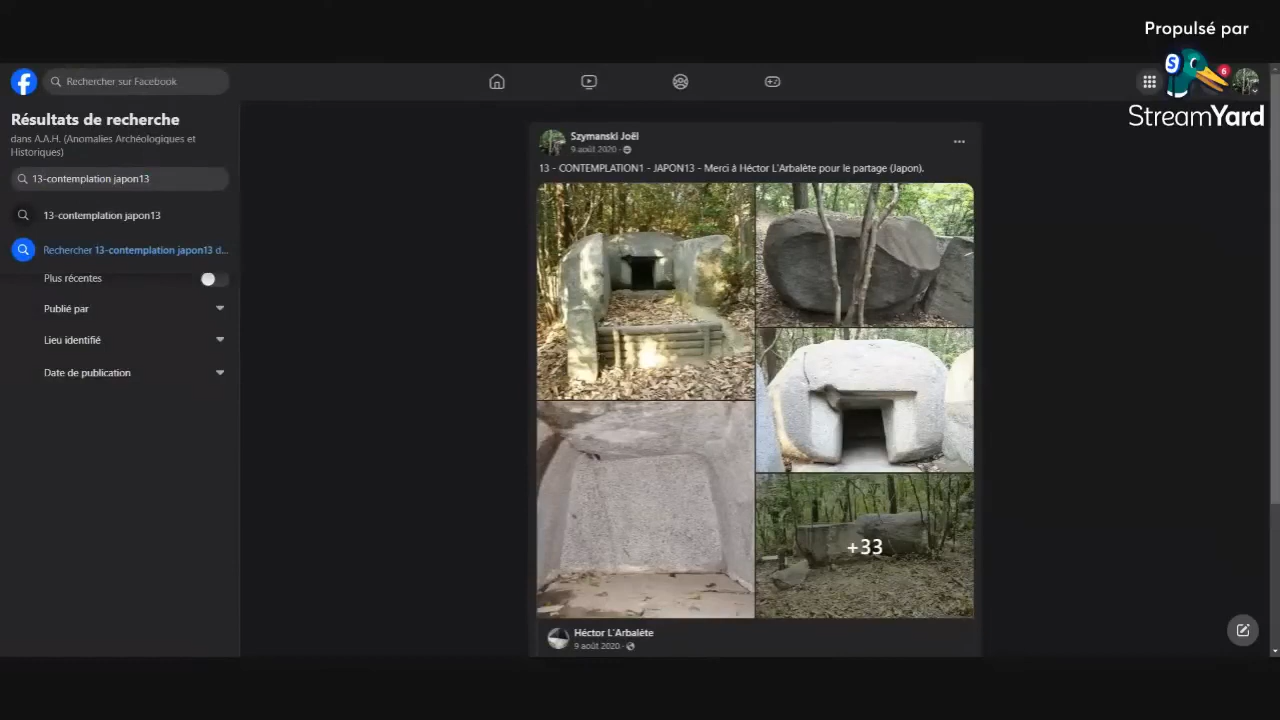 Propulsé par
StreamYard
Rechercher sur Facebook
6
Résultats de recherche
dans A.A.H. (Anomalies Archéologiques et
Historiques)
13-contemplation japon13
13-contemplation japon13
Rechercher 13-contemplation japon13 d...
Plus récentes
Publié par
Lieu identifié
Date de publication
Szymanski Joël
9 août 2020 ·
13 - CONTEMPLATION1 - JAPON13 - Merci à Héctor L'Arbalète pour le partage (Japon).
+33
Héctor L'Arbalète
9 août 2020 ·